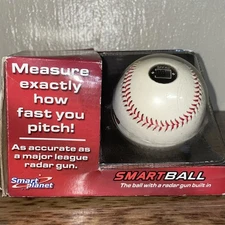 Measure
exactly
how
fast you
pitch!
As accurate as
a major league
radar gun.
Smart
planet
SMARTBALL
The ball with a radar gun built in